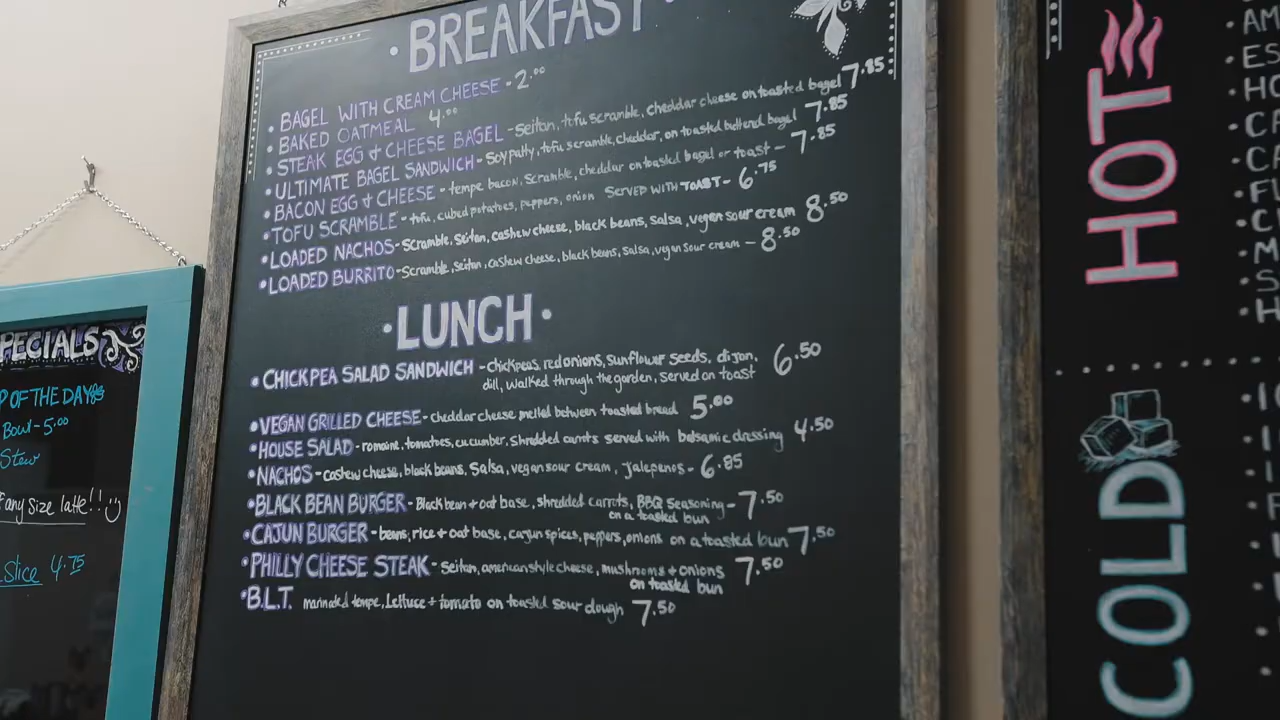 BREAKFAST
• BAGEL WITH CREAM CHEESE - 2.00
• BAKED OATMEAL 4.00
• STEAK EGG & CHEESE BAGEL - Seitan, tofu scramble, cheddar cheese on toasted bagel 7.85
• ULTIMATE BAGEL SANDWICH - Soy patty, tofu scramble, cheddar, on toasted buttered bagel 7.85
• BACON EGG & CHEESE - tempe bacon, Scramble, cheddar on toasted bagel or toast - 7.85
• TOFU SCRAMBLE - tofu, cubed potatoes, peppers, onion SERVED WITH TOAST - 6.75
• LOADED NACHOS - Scramble, Seitan, cashew cheese, black beans, salsa, vegan sour cream 8.50
• LOADED BURRITO - Scramble, Seitan, cashew cheese, black beans, salsa, vegan sour cream - 8.50
• LUNCH •
• CHICKPEA SALAD SANDWICH - chickpeas, red onions, sunflower seeds, dijon, 6.50
dill, walked through the garden, served on toast
• VEGAN GRILLED CHEESE - cheddar cheese melted between toasted bread 5.00
• HOUSE SALAD - romaine, tomatoes, cucumber, shredded carrots served with balsamic dressing 4.50
• NACHOS - cashew cheese, black beans, Salsa, vegan sour cream, jalepenos - 6.85
• BLACK BEAN BURGER - Black bean + oat base, shredded carrots, BBQ seasoning - 7.50
on a toasted bun
• CAJUN BURGER - beans, rice + oat base, cajun spices, peppers, onions on a toasted bun 7.50
• PHILLY CHEESE STEAK - Seitan, american style cheese, mushrooms + onions 7.50
on toasted bun
• B.L.T. marinated tempe, Lettuce + tomato on toasted sour dough 7.50
PECIALS
P OF THE DAY
Bowl - 5.00
Stew
any size latte!!
Slice 4.75
HOT
COLD